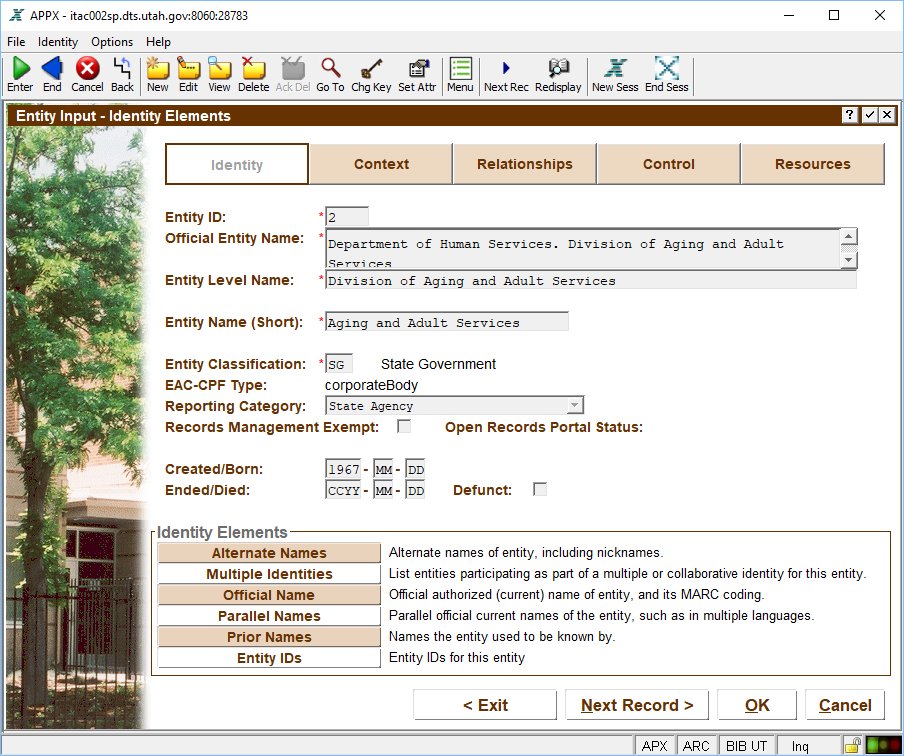 APPX - itac002sp.dts.utah.gov:8060:28783
File Identity Options Help
Enter End Cancel Back New Edit View Delete Ack Del Go To Chg Key Set Attr Menu Next Rec Redisplay New Sess End Sess
Entity Input - Identity Elements
Identity Context Relationships Control Resources
Entity ID: *2
Official Entity Name: *Department of Human Services. Division of Aging and Adult
Services
Entity Level Name: *Division of Aging and Adult Services
Entity Name (Short): *Aging and Adult Services
Entity Classification: *SG State Government
EAC-CPF Type: corporateBody
Reporting Category: State Agency
Records Management Exempt: Open Records Portal Status:
Created/Born: 1967 - MM - DD
Ended/Died: CCYY - MM - DD Defunct:
Identity Elements
Alternate Names Alternate names of entity, including nicknames.
Multiple Identities List entities participating as part of a multiple or collaborative identity for this entity.
Official Name Official authorized (current) name of entity, and its MARC coding.
Parallel Names Parallel official current names of the entity, such as in multiple languages.
Prior Names Names the entity used to be known by.
Entity IDs Entity IDs for this entity
< Exit Next Record > OK Cancel
APX ARC BIB UT Inq